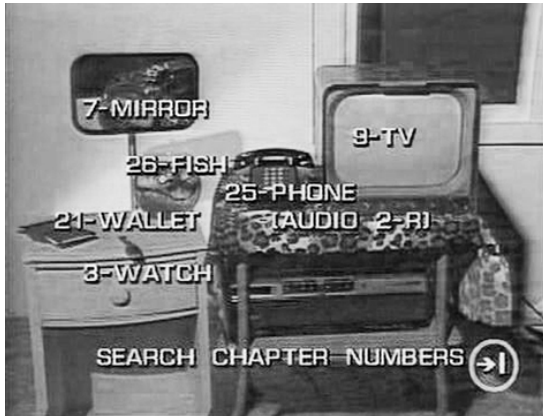 7-MIRROR
9-TV
26-FISH
25-PHONE
21-WALLET
(AUDIO 2-R)
3-WATCH
SEARCH CHAPTER NUMBERS